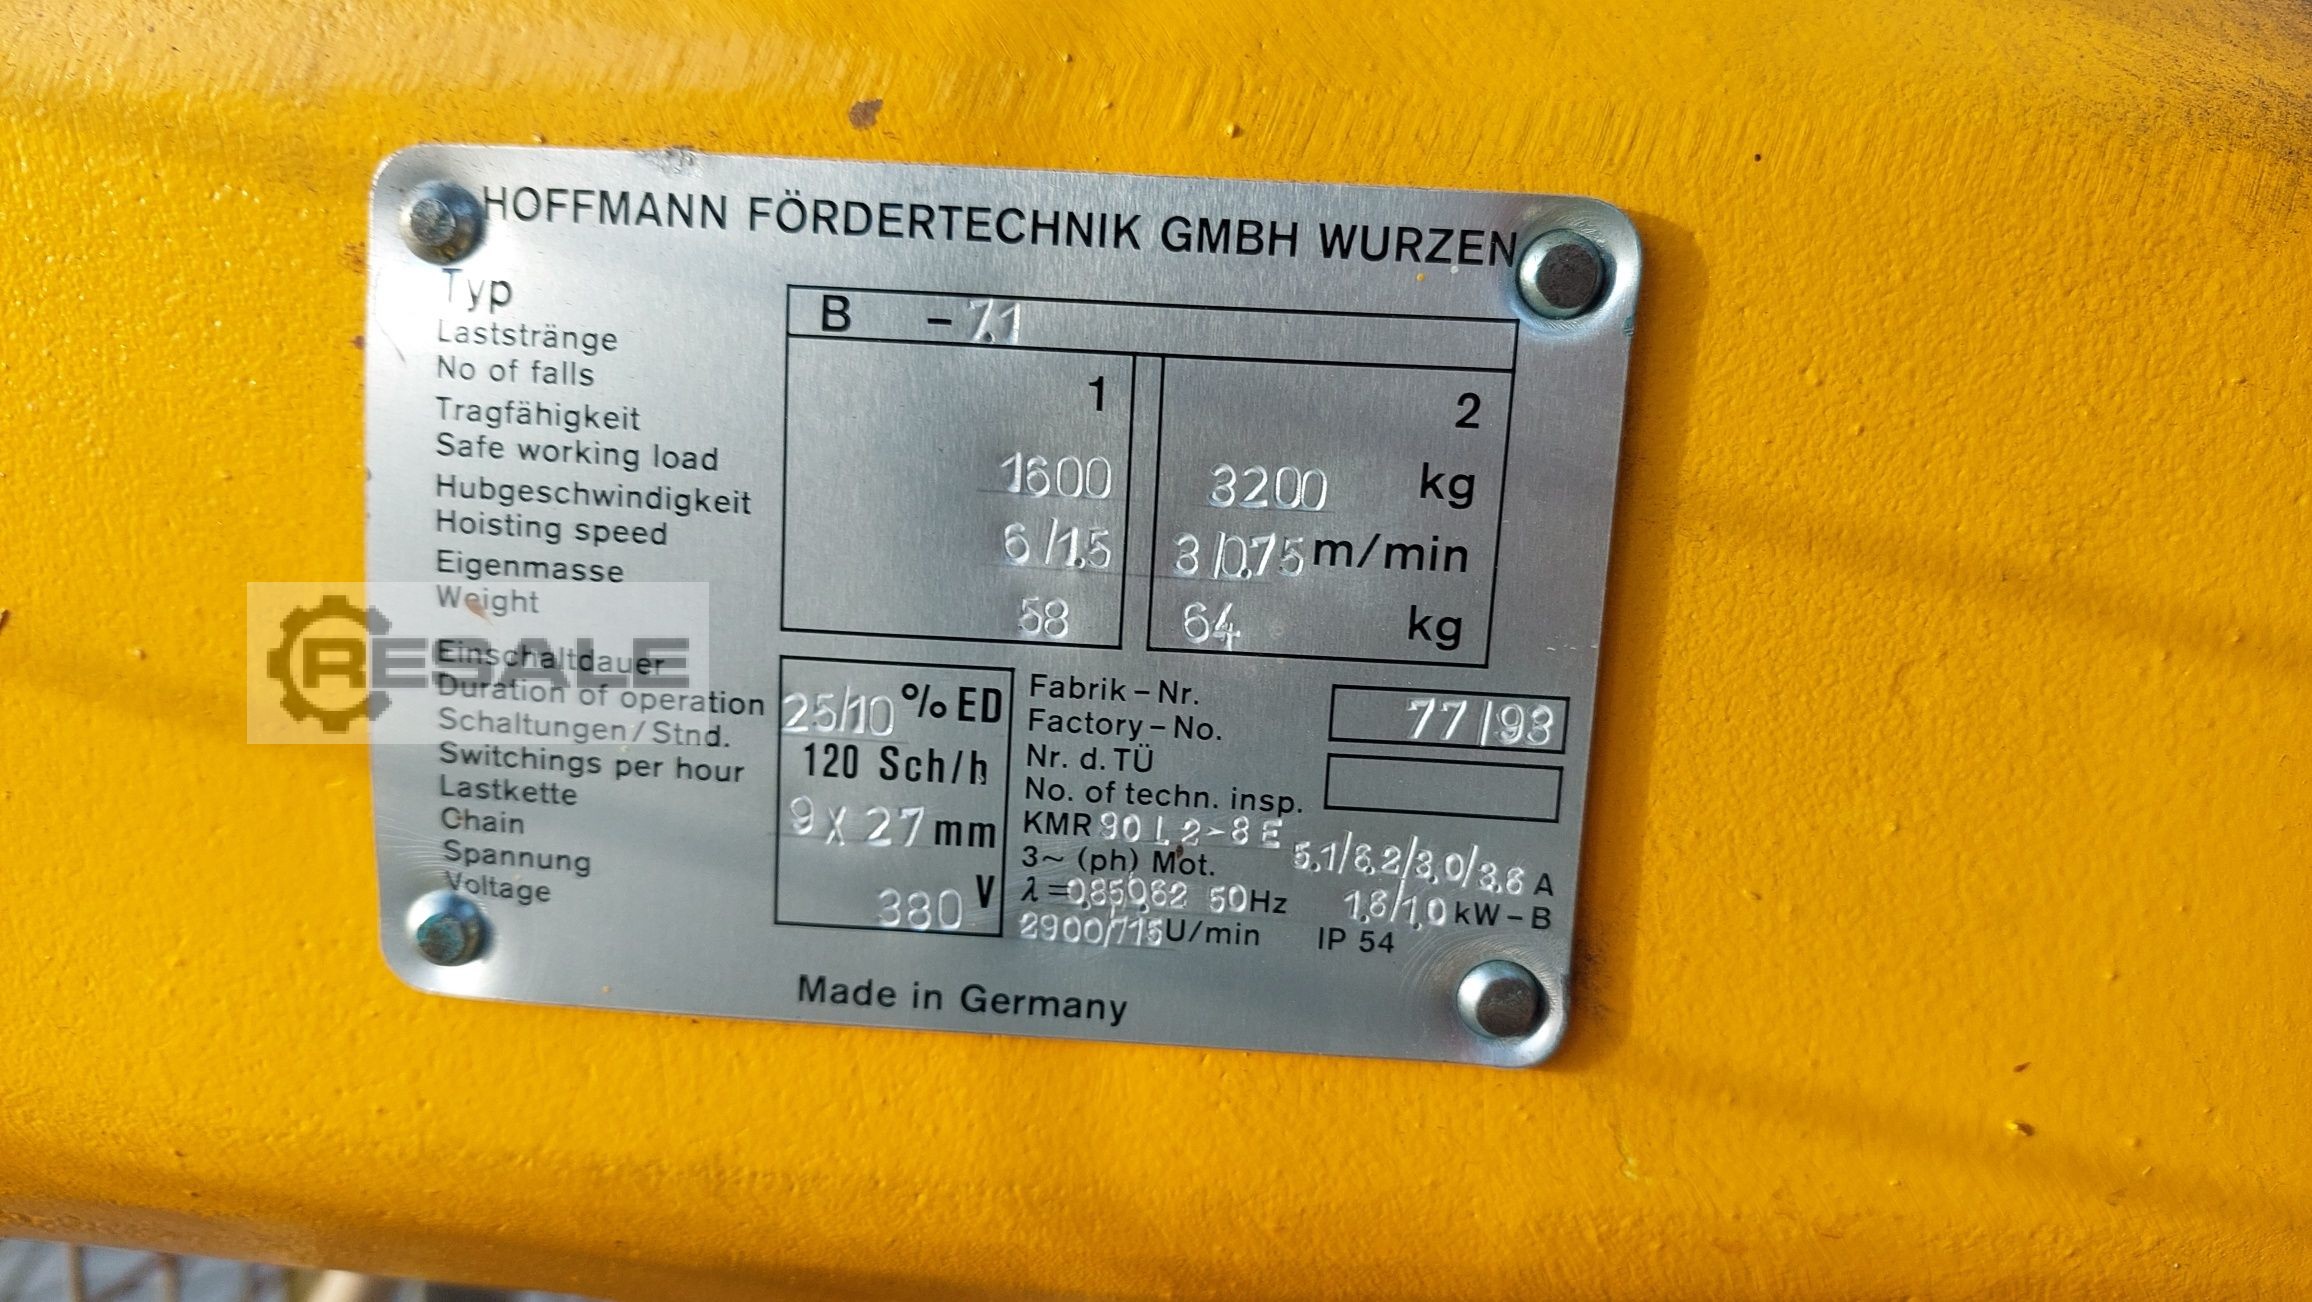 HOFFMANN FÖRDERTECHNIK GMBH WURZEN
Typ B - 7.1
Laststränge
No of falls 1 2
Tragfähigkeit
Safe working load 1600 3200 kg
Hubgeschwindigkeit
Hoisting speed 6/1,5 3/0,75 m/min
Eigenmasse
Weight 58 64 kg
RESALE
Einschaltdauer
Duration of operation 25/10 % ED
Schaltungen/Stnd.
Switchings per hour 120 Sch/h
Lastkette
Chain 9 X 27 mm
Spannung
Voltage 380 V
Fabrik-Nr.
Factory-No. 77/93
Nr. d. TÜ
No. of techn. insp.
KMR 90 L 2-8 E
3~ (ph) Mot. 5,1/6,2/3,0/3,6 A
λ=0,85 0,62 50Hz 1,6/1,0 kW-B
2900/715 U/min IP 54
Made in Germany